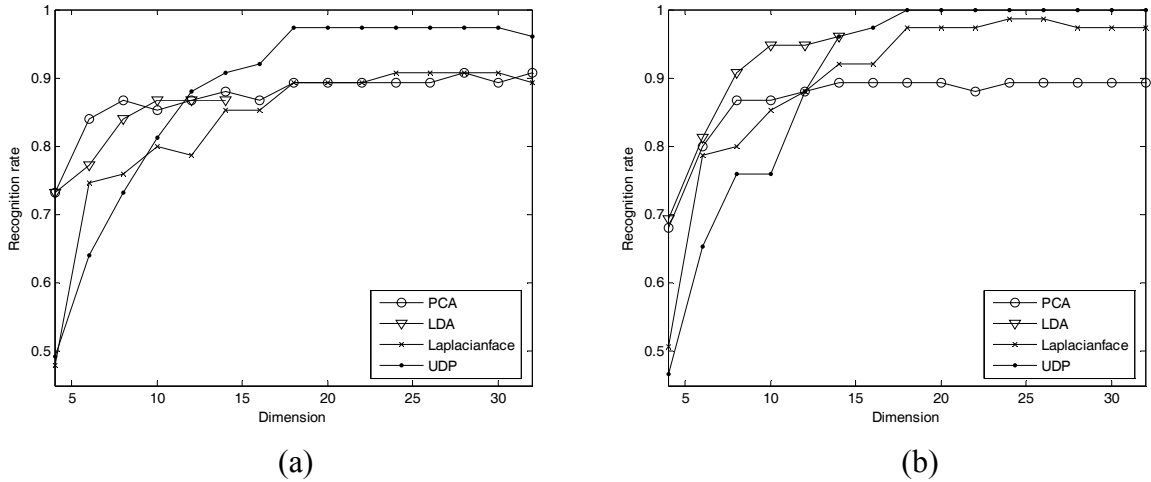 1
0.9
0.8
0.7
0.6
0.5
Recognition rate
PCA
LDA
Laplacianface
UDP
5 10 15 20 25 30
Dimension
(a)
1
0.9
0.8
0.7
0.6
0.5
Recognition rate
PCA
LDA
Laplacianface
UDP
5 10 15 20 25 30
Dimension
(b)